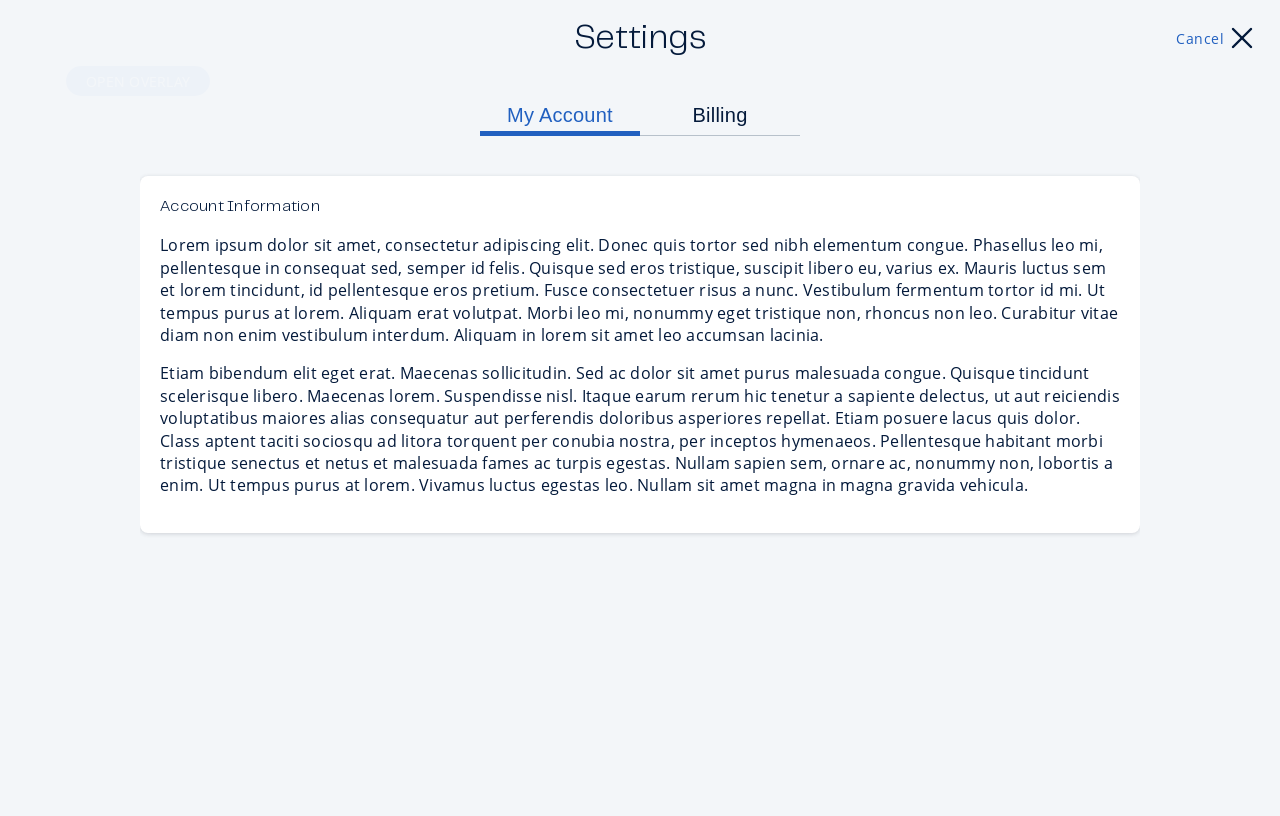 Settings
Cancel
OPEN OVERLAY
My Account
Billing
Account Information
Lorem ipsum dolor sit amet, consectetur adipiscing elit. Donec quis tortor sed nibh elementum congue. Phasellus leo mi,
pellentesque in consequat sed, semper id felis. Quisque sed eros tristique, suscipit libero eu, varius ex. Mauris luctus sem
et lorem tincidunt, id pellentesque eros pretium. Fusce consectetuer risus a nunc. Vestibulum fermentum tortor id mi. Ut
tempus purus at lorem. Aliquam erat volutpat. Morbi leo mi, nonummy eget tristique non, rhoncus non leo. Curabitur vitae
diam non enim vestibulum interdum. Aliquam in lorem sit amet leo accumsan lacinia.
Etiam bibendum elit eget erat. Maecenas sollicitudin. Sed ac dolor sit amet purus malesuada congue. Quisque tincidunt
scelerisque libero. Maecenas lorem. Suspendisse nisl. Itaque earum rerum hic tenetur a sapiente delectus, ut aut reiciendis
voluptatibus maiores alias consequatur aut perferendis doloribus asperiores repellat. Etiam posuere lacus quis dolor.
Class aptent taciti sociosqu ad litora torquent per conubia nostra, per inceptos hymenaeos. Pellentesque habitant morbi
tristique senectus et netus et malesuada fames ac turpis egestas. Nullam sapien sem, ornare ac, nonummy non, lobortis a
enim. Ut tempus purus at lorem. Vivamus luctus egestas leo. Nullam sit amet magna in magna gravida vehicula.